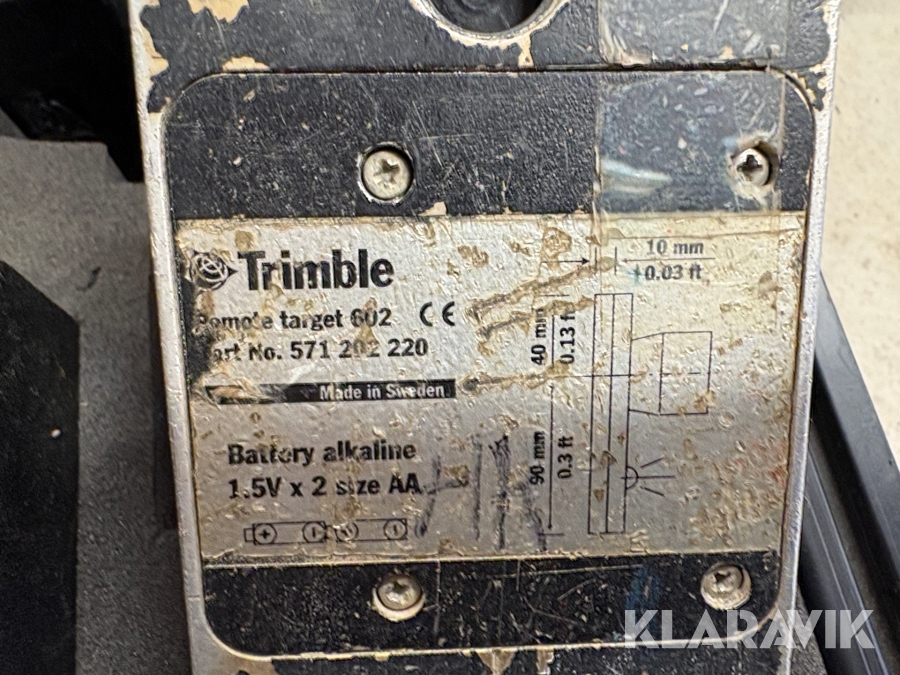 Trimble
Remote target 602 CE
Part No. 571 202 220
Made in Sweden
Battery alkaline
1.5V x 2 size AA
10 mm
0.03 ft
40 mm
0.13 ft
90 mm
0.3 ft
KLARAVIK